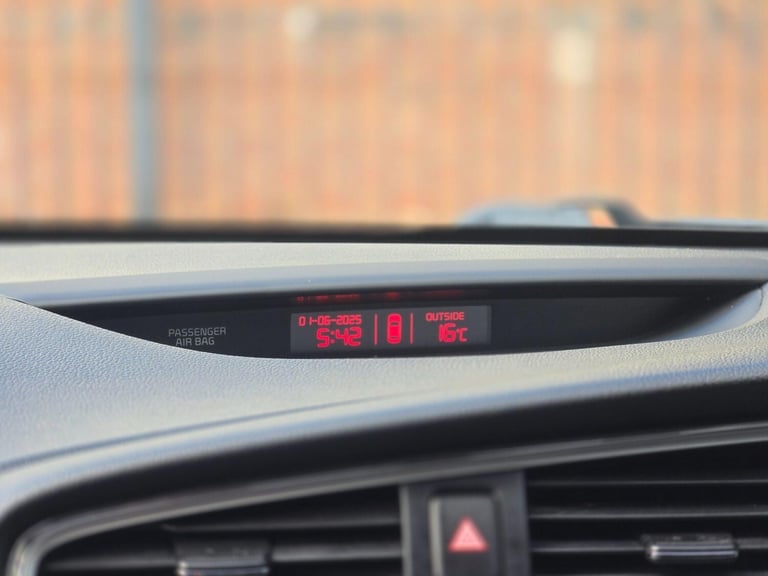 PASSENGER
AIR BAG
01-06-2025
5:42
OUTSIDE
16°C